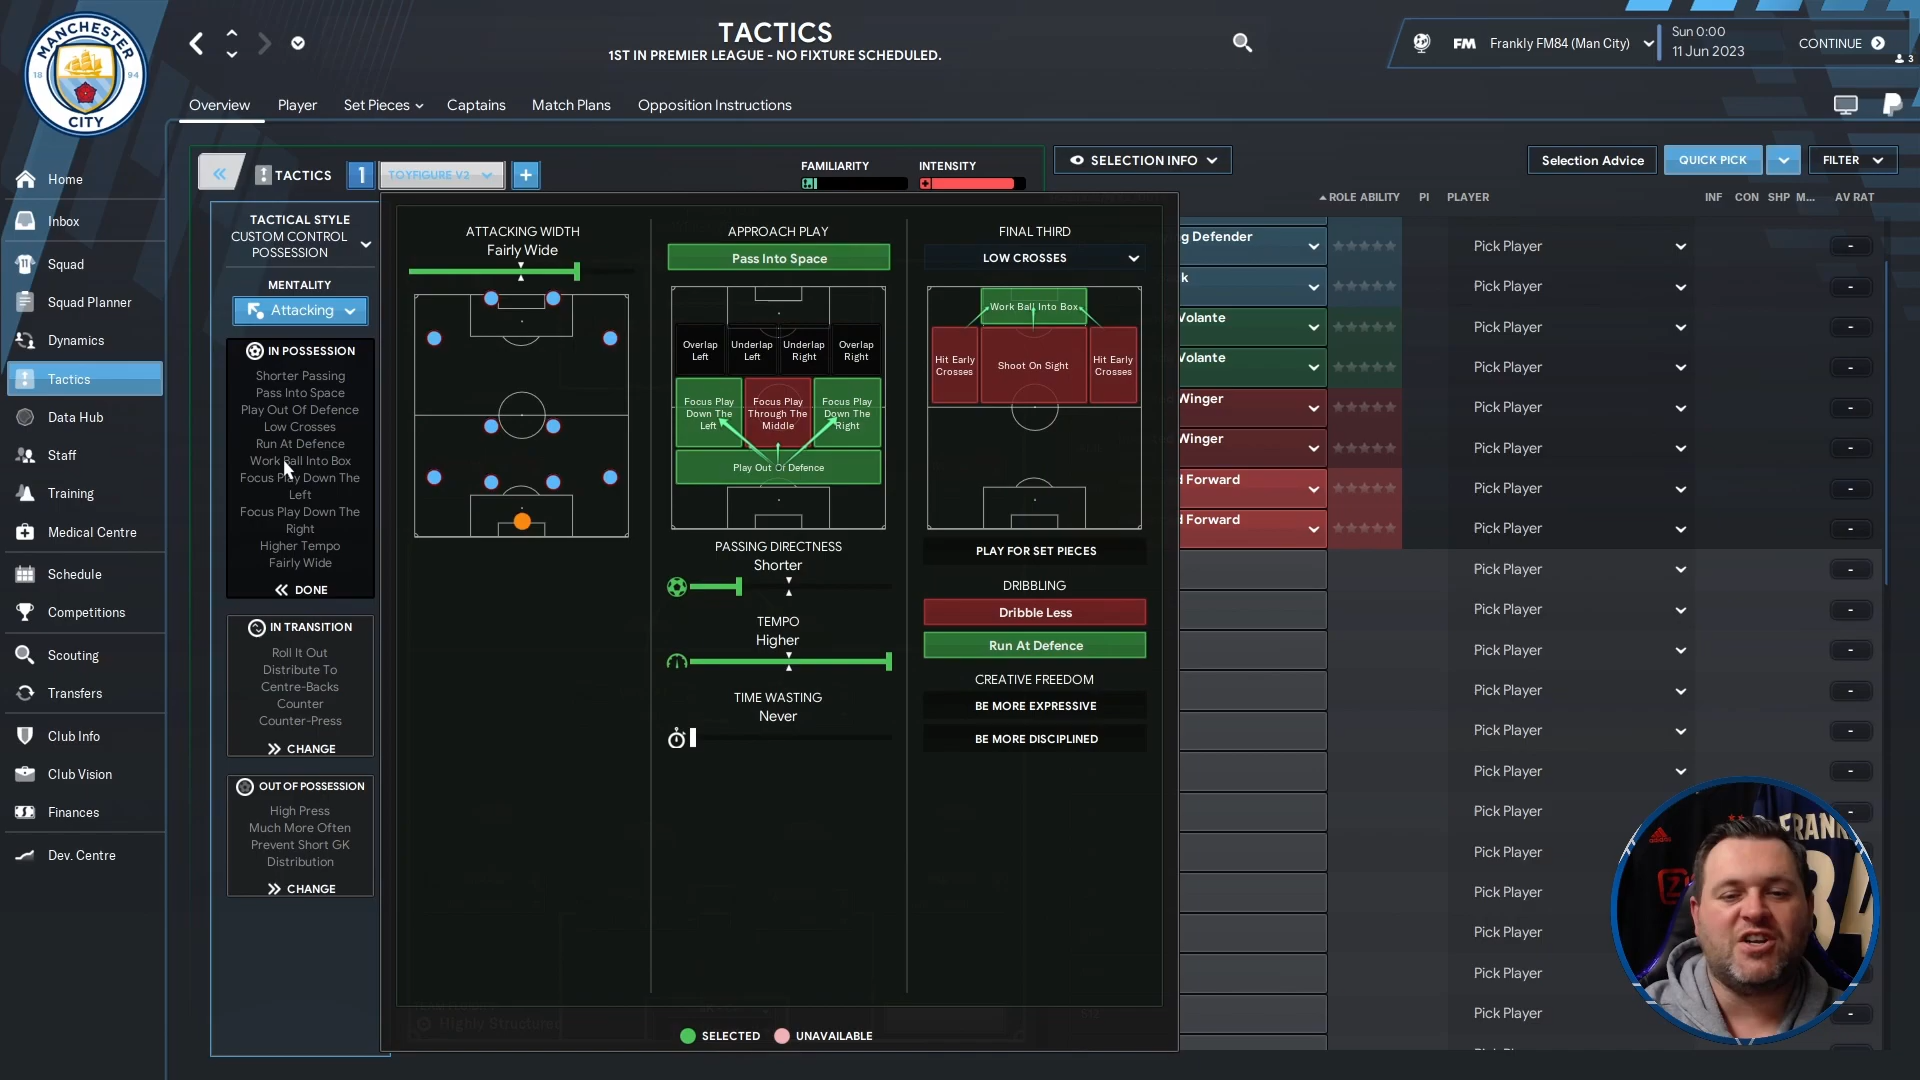 MANCHESTER
18 94
CITY
TACTICS
1ST IN PREMIER LEAGUE - NO FIXTURE SCHEDULED.
FM
Frankly FM84 (Man City)
Sun 0:00
11 Jun 2023
CONTINUE
3
Overview
Player
Set Pieces
Captains
Match Plans
Opposition Instructions
Home
Inbox
Squad
Squad Planner
Dynamics
Tactics
Data Hub
Staff
Training
Medical Centre
Schedule
Competitions
Scouting
Transfers
Club Info
Club Vision
Finances
Dev. Centre
TACTICS
1
TOYFIGURE V2
FAMILIARITY
INTENSITY
SELECTION INFO
Selection Advice
QUICK PICK
FILTER
TACTICAL STYLE
CUSTOM CONTROL
POSSESSION
MENTALITY
Attacking
IN POSSESSION
Shorter Passing
Pass Into Space
Play Out Of Defence
Low Crosses
Run At Defence
Work Ball Into Box
Focus Play Down The
Left
Focus Play Down The
Right
Higher Tempo
Fairly Wide
DONE
IN TRANSITION
Roll It Out
Distribute To
Centre-Backs
Counter
Counter-Press
CHANGE
OUT OF POSSESSION
High Press
Much More Often
Prevent Short GK
Distribution
CHANGE
ATTACKING WIDTH
Fairly Wide
APPROACH PLAY
Pass Into Space
Overlap
Left
Underlap
Left
Underlap
Right
Overlap
Right
Focus Play
Down The
Left
Focus Play
Through The
Middle
Focus Play
Down The
Right
Play Out Of Defence
PASSING DIRECTNESS
Shorter
TEMPO
Higher
TIME WASTING
Never
FINAL THIRD
LOW CROSSES
Work Ball Into Box
Hit Early
Crosses
Shoot On Sight
Hit Early
Crosses
PLAY FOR SET PIECES
DRIBBLING
Dribble Less
Run At Defence
CREATIVE FREEDOM
BE MORE EXPRESSIVE
BE MORE DISCIPLINED
Highly Structured
SELECTED
UNAVAILABLE
ROLE ABILITY
PI
PLAYER
INF
CON
SHP
M...
AV RAT
g Defender
Pick Player
-
k
Pick Player
-
Volante
Pick Player
-
Volante
Pick Player
-
Winger
Pick Player
-
Winger
Pick Player
-
d Forward
Pick Player
-
d Forward
Pick Player
-
Pick Player
-
Pick Player
-
Pick Player
-
Pick Player
-
Pick Player
-
Pick Player
-
Pick Player
-
Pick Player
Pick Player
Pick Player
Pick Player
Pick Player
FRANK
84